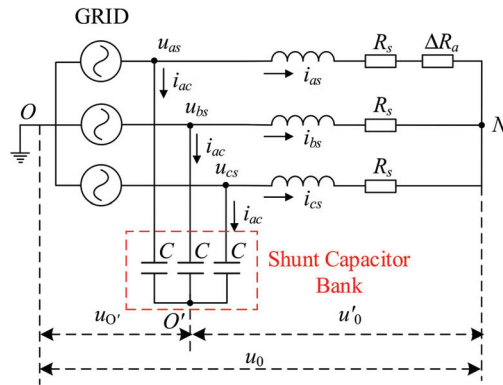 GRID
u_as
R_s
ΔR_a
i_ac
i_as
O
u_bs
R_s
N
i_ac
i_bs
u_cs
R_s
i_ac
i_cs
C
C
C
Shunt Capacitor
Bank
O'
u_O'
u'_0
u_0